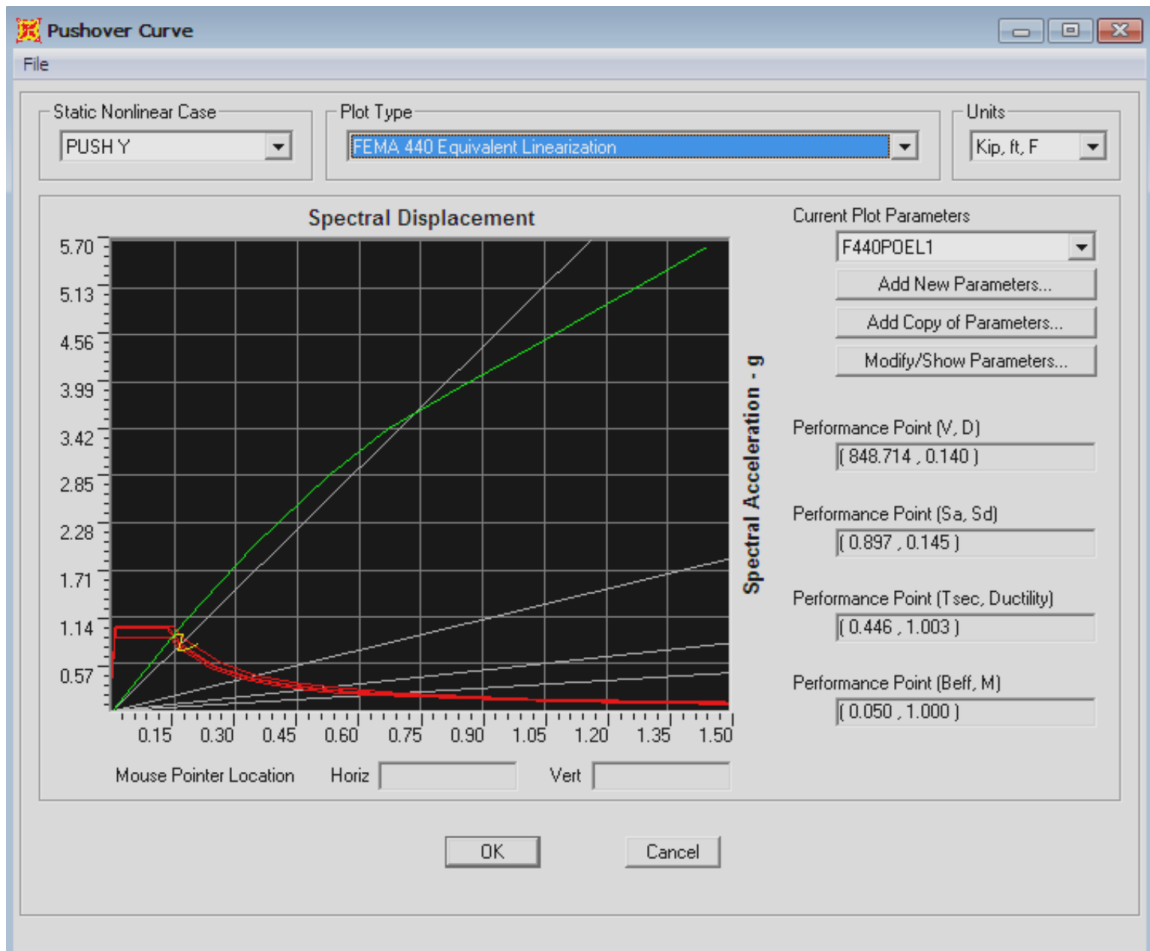 Pushover Curve
File
Static Nonlinear Case
PUSH Y
Plot Type
FEMA 440 Equivalent Linearization
Units
Kip, ft, F
Spectral Displacement
5.70
5.13
4.56
3.99
3.42
2.85
2.28
1.71
1.14
0.57
0.15 0.30 0.45 0.60 0.75 0.90 1.05 1.20 1.35 1.50
Spectral Acceleration - g
Mouse Pointer Location Horiz Vert
Current Plot Parameters
F440POEL1
Add New Parameters...
Add Copy of Parameters...
Modify/Show Parameters...
Performance Point (V, D)
( 848.714 , 0.140 )
Performance Point (Sa, Sd)
( 0.897 , 0.145 )
Performance Point (Tsec, Ductility)
( 0.446 , 1.003 )
Performance Point (Beff, M)
( 0.050 , 1.000 )
OK Cancel